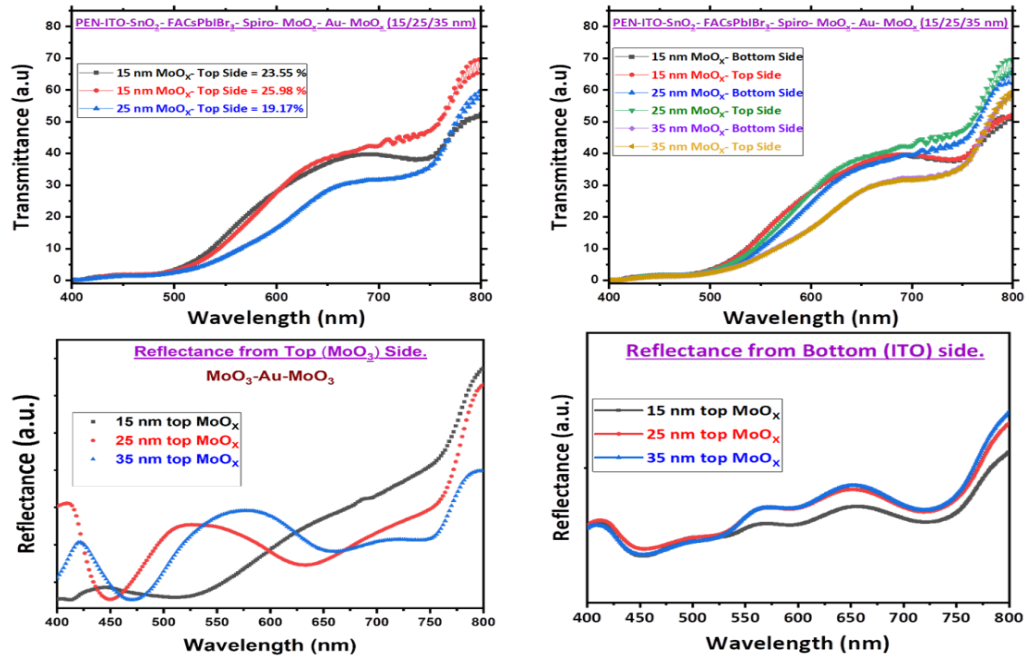 PEN-ITO-SnO₂- FACsPbIBr₃- Spiro- MoOₓ- Au- MoOₓ (15/25/35 nm)
Transmittance (a.u)
80
70
60
50
40
30
20
10
0
15 nm MoOₓ- Top Side = 23.55 %
15 nm MoOₓ- Top Side = 25.98 %
25 nm MoOₓ- Top Side = 19.17%
400 500 600 700 800
Wavelength (nm)
PEN-ITO-SnO₂- FACsPbIBr₃- Spiro- MoOₓ- Au- MoOₓ (15/25/35 nm)
Transmittance (a.u)
80
70
60
50
40
30
20
10
0
15 nm MoOₓ- Bottom Side
15 nm MoOₓ- Top Side
25 nm MoOₓ- Bottom Side
25 nm MoOₓ- Top Side
35 nm MoOₓ- Bottom Side
35 nm MoOₓ- Top Side
400 500 600 700 800
Wavelength (nm)
Reflectance from Top (MoO₃) Side.
MoO₃-Au-MoO₃
Reflectance (a.u.)
15 nm top MoOₓ
25 nm top MoOₓ
35 nm top MoOₓ
400 450 500 550 600 650 700 750 800
Wavelength (nm)
Reflectance from Bottom (ITO) side.
Reflectance (a.u.)
15 nm top MoOₓ
25 nm top MoOₓ
35 nm top MoOₓ
400 450 500 550 600 650 700 750 800
Wavelength (nm)